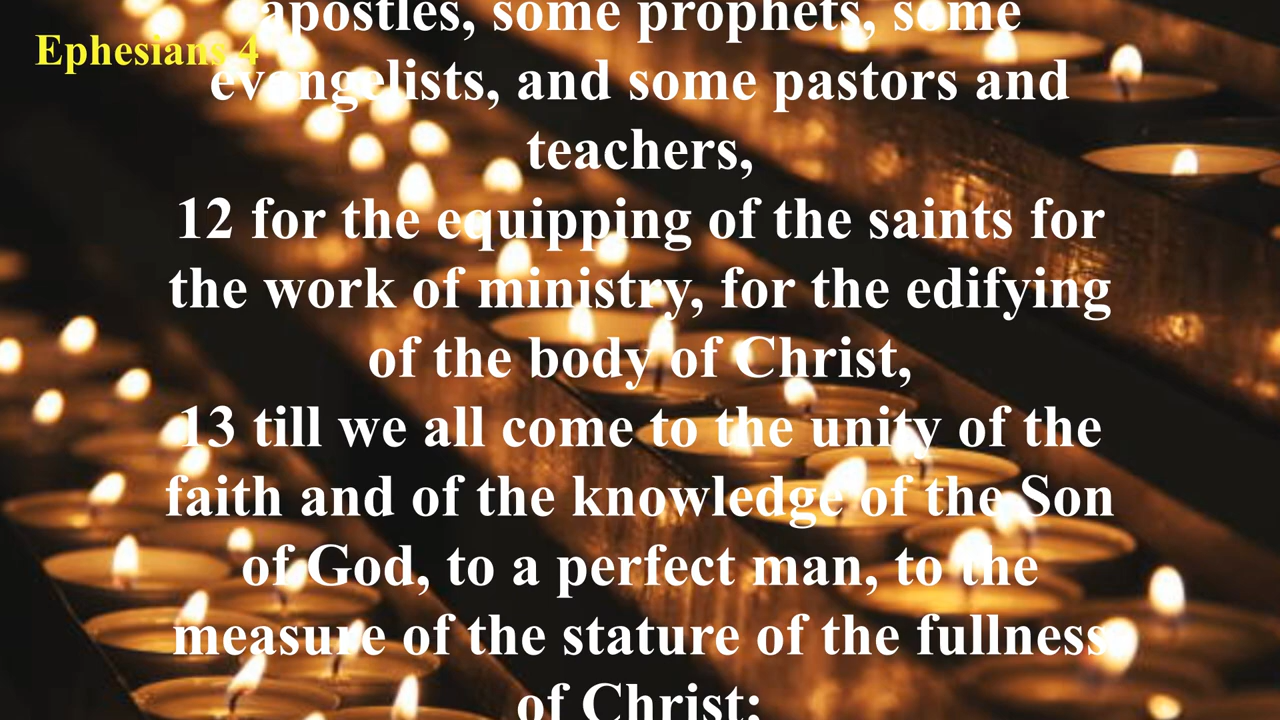 apostles, some prophets, some
Ephesians 4
evangelists, and some pastors and
teachers,
12 for the equipping of the saints for
the work of ministry, for the edifying
of the body of Christ,
13 till we all come to the unity of the
faith and of the knowledge of the Son
of God, to a perfect man, to the
measure of the stature of the fullness
of Christ;